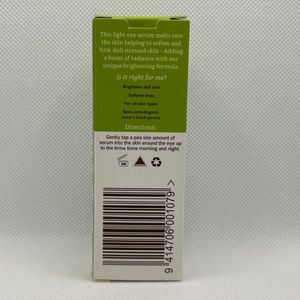 This light eye serum melts into
the skin helping to soften and
firm dull stressed skin - Adding
a boost of radiance with our
unique brightening formula.
Is it right for me?
Brightens dull skin
Softens lines
For all skin types
Non-comedogenic
(won't block pores)
Directions:
Gently tap a pea size amount of
serum into the skin around the eye up
to the brow bone morning and night.
9 414706 001079 >